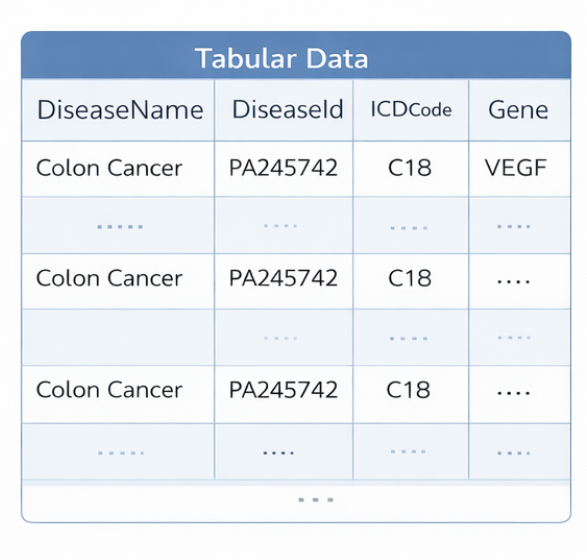 Tabular Data
DiseaseName DiseaseId ICDCode Gene
Colon Cancer PA245742 C18 VEGF
..... .... .... ....
Colon Cancer PA245742 C18 ....
.... .... ....
Colon Cancer PA245742 C18 ....
..... .... .... ....
...